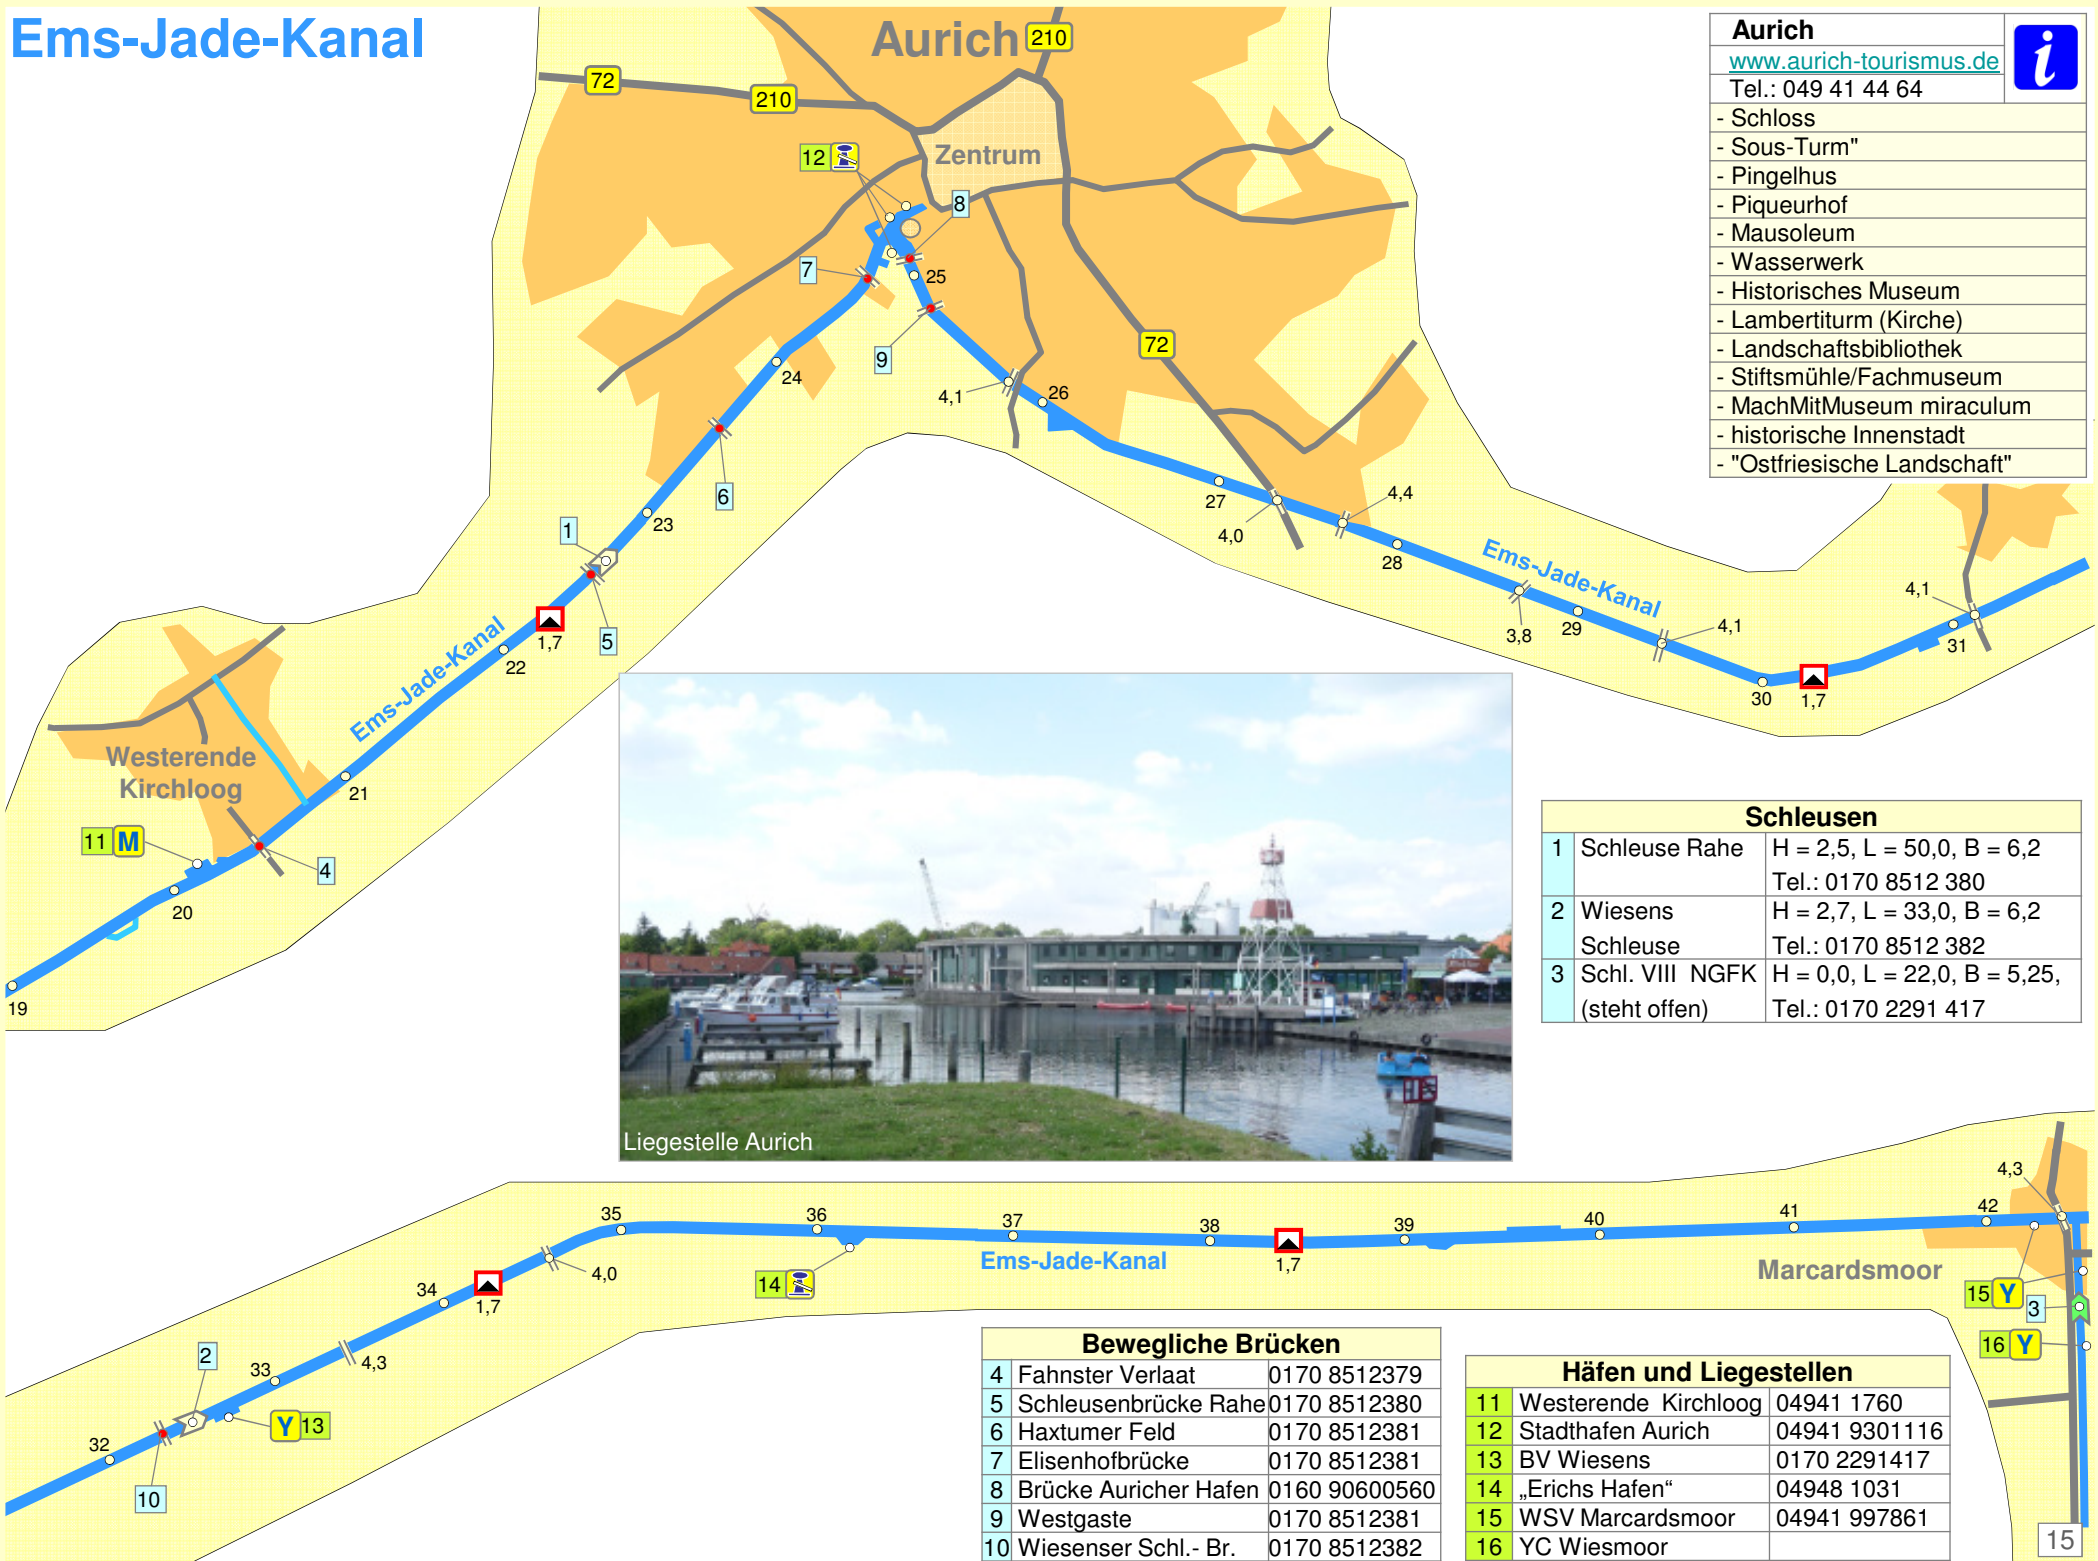 Ems-Jade-Kanal
Aurich
210
72
210
Zentrum
12
8
7
25
9
24
72
4,1
26
6
27
4,4
23
1
4,0
28
Ems-Jade-Kanal
3,8
29
4,1
4,1
31
30
1,7
5
1,7
22
Ems-Jade-Kanal
Westerende
Kirchloog
21
11 M
4
20
19
Aurich
i
www.aurich-tourismus.de
Tel.: 049 41 44 64
- Schloss
- Sous-Turm"
- Pingelhus
- Piqueurhof
- Mausoleum
- Wasserwerk
- Historisches Museum
- Lambertiturm (Kirche)
- Landschaftsbibliothek
- Stiftsmühle/Fachmuseum
- MachMitMuseum miraculum
- historische Innenstadt
- "Ostfriesische Landschaft"
Liegestelle Aurich
Schleusen
1 Schleuse Rahe H = 2,5, L = 50,0, B = 6,2
Tel.: 0170 8512 380
2 Wiesens H = 2,7, L = 33,0, B = 6,2
Schleuse Tel.: 0170 8512 382
3 Schl. VIII NGFK H = 0,0, L = 22,0, B = 5,25,
(steht offen) Tel.: 0170 2291 417
35
36
37
38
39
40
41
42
4,3
4,0
34
1,7
Ems-Jade-Kanal
1,7
Marcardsmoor
14
15 Y
3
16 Y
2
33
4,3
Y 13
32
10
Bewegliche Brücken
4 Fahnster Verlaat 0170 8512379
5 Schleusenbrücke Rahe 0170 8512380
6 Haxtumer Feld 0170 8512381
7 Elisenhofbrücke 0170 8512381
8 Brücke Auricher Hafen 0160 90600560
9 Westgaste 0170 8512381
10 Wiesenser Schl.- Br. 0170 8512382
Häfen und Liegestellen
11 Westerende Kirchloog 04941 1760
12 Stadthafen Aurich 04941 9301116
13 BV Wiesens 0170 2291417
14 „Erichs Hafen“ 04948 1031
15 WSV Marcardsmoor 04941 997861
16 YC Wiesmoor
15